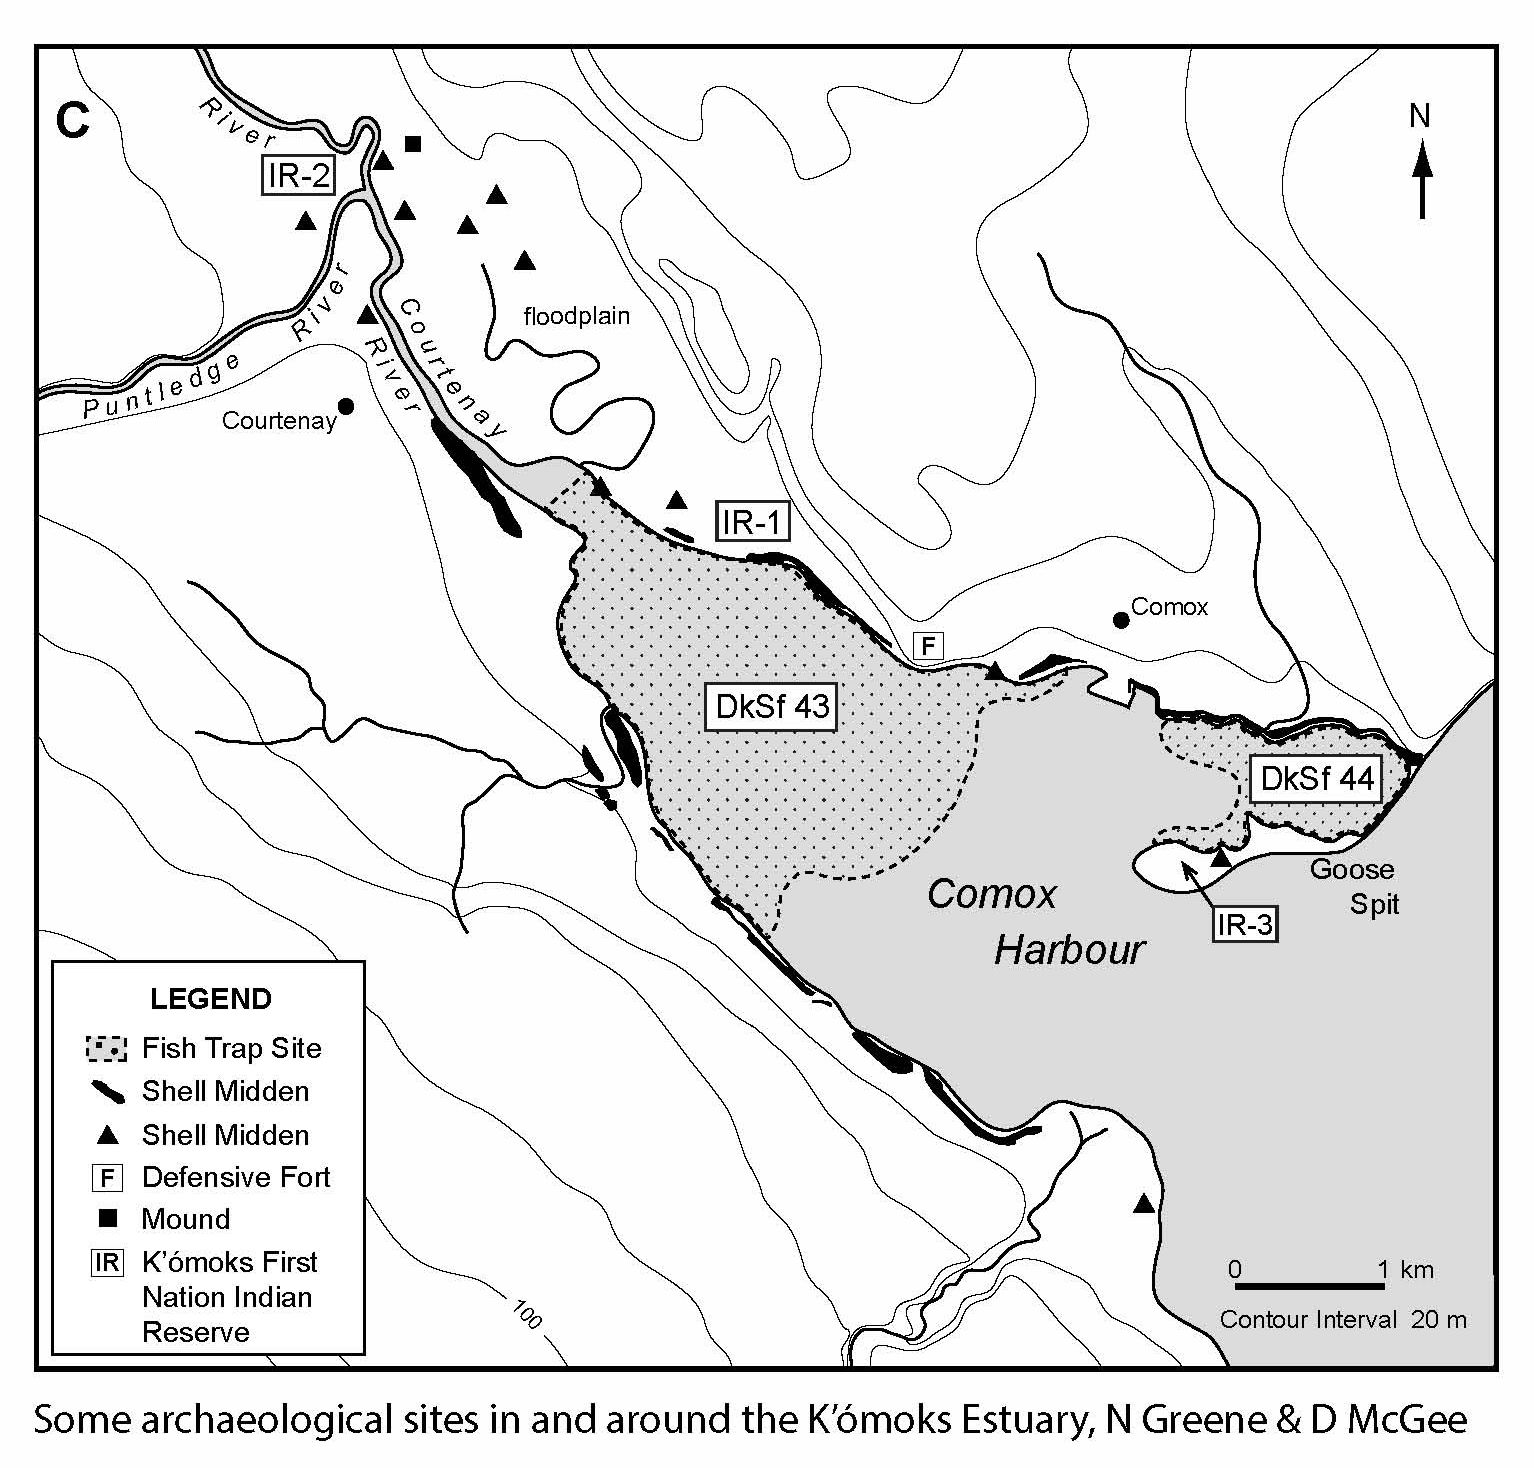 C
N
River
IR-2
Puntledge River
Courtenay River
floodplain
Courtenay
IR-1
Comox
F
DkSf 43
DkSf 44
Goose
Spit
IR-3
Comox
Harbour
LEGEND
Fish Trap Site
Shell Midden
Shell Midden
F Defensive Fort
Mound
IR K'ómoks First
Nation Indian
Reserve
100
0 1 km
Contour Interval 20 m
Some archaeological sites in and around the K'ómoks Estuary, N Greene & D McGee